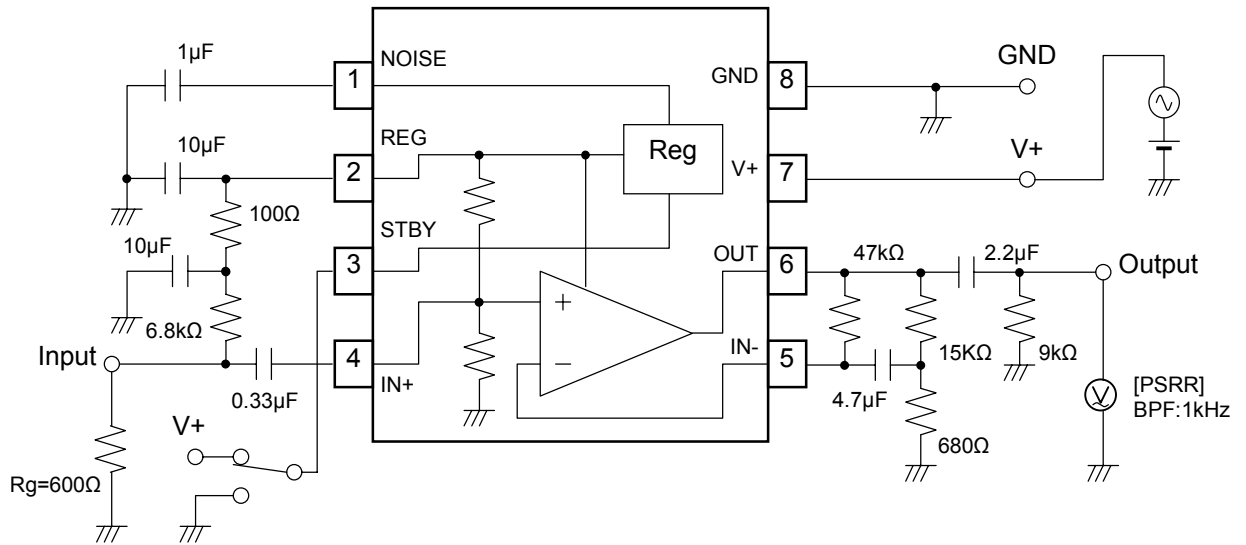 1µF
1
NOISE
GND
8
GND
10µF
2
REG
Reg
V+
7
V+
100Ω
10µF
3
STBY
OUT
6
47kΩ
2.2µF
Output
6.8kΩ
+
Input
4
IN+
−
IN-
5
15KΩ
9kΩ
0.33µF
4.7µF
V
[PSRR]
BPF:1kHz
V+
680Ω
Rg=600Ω